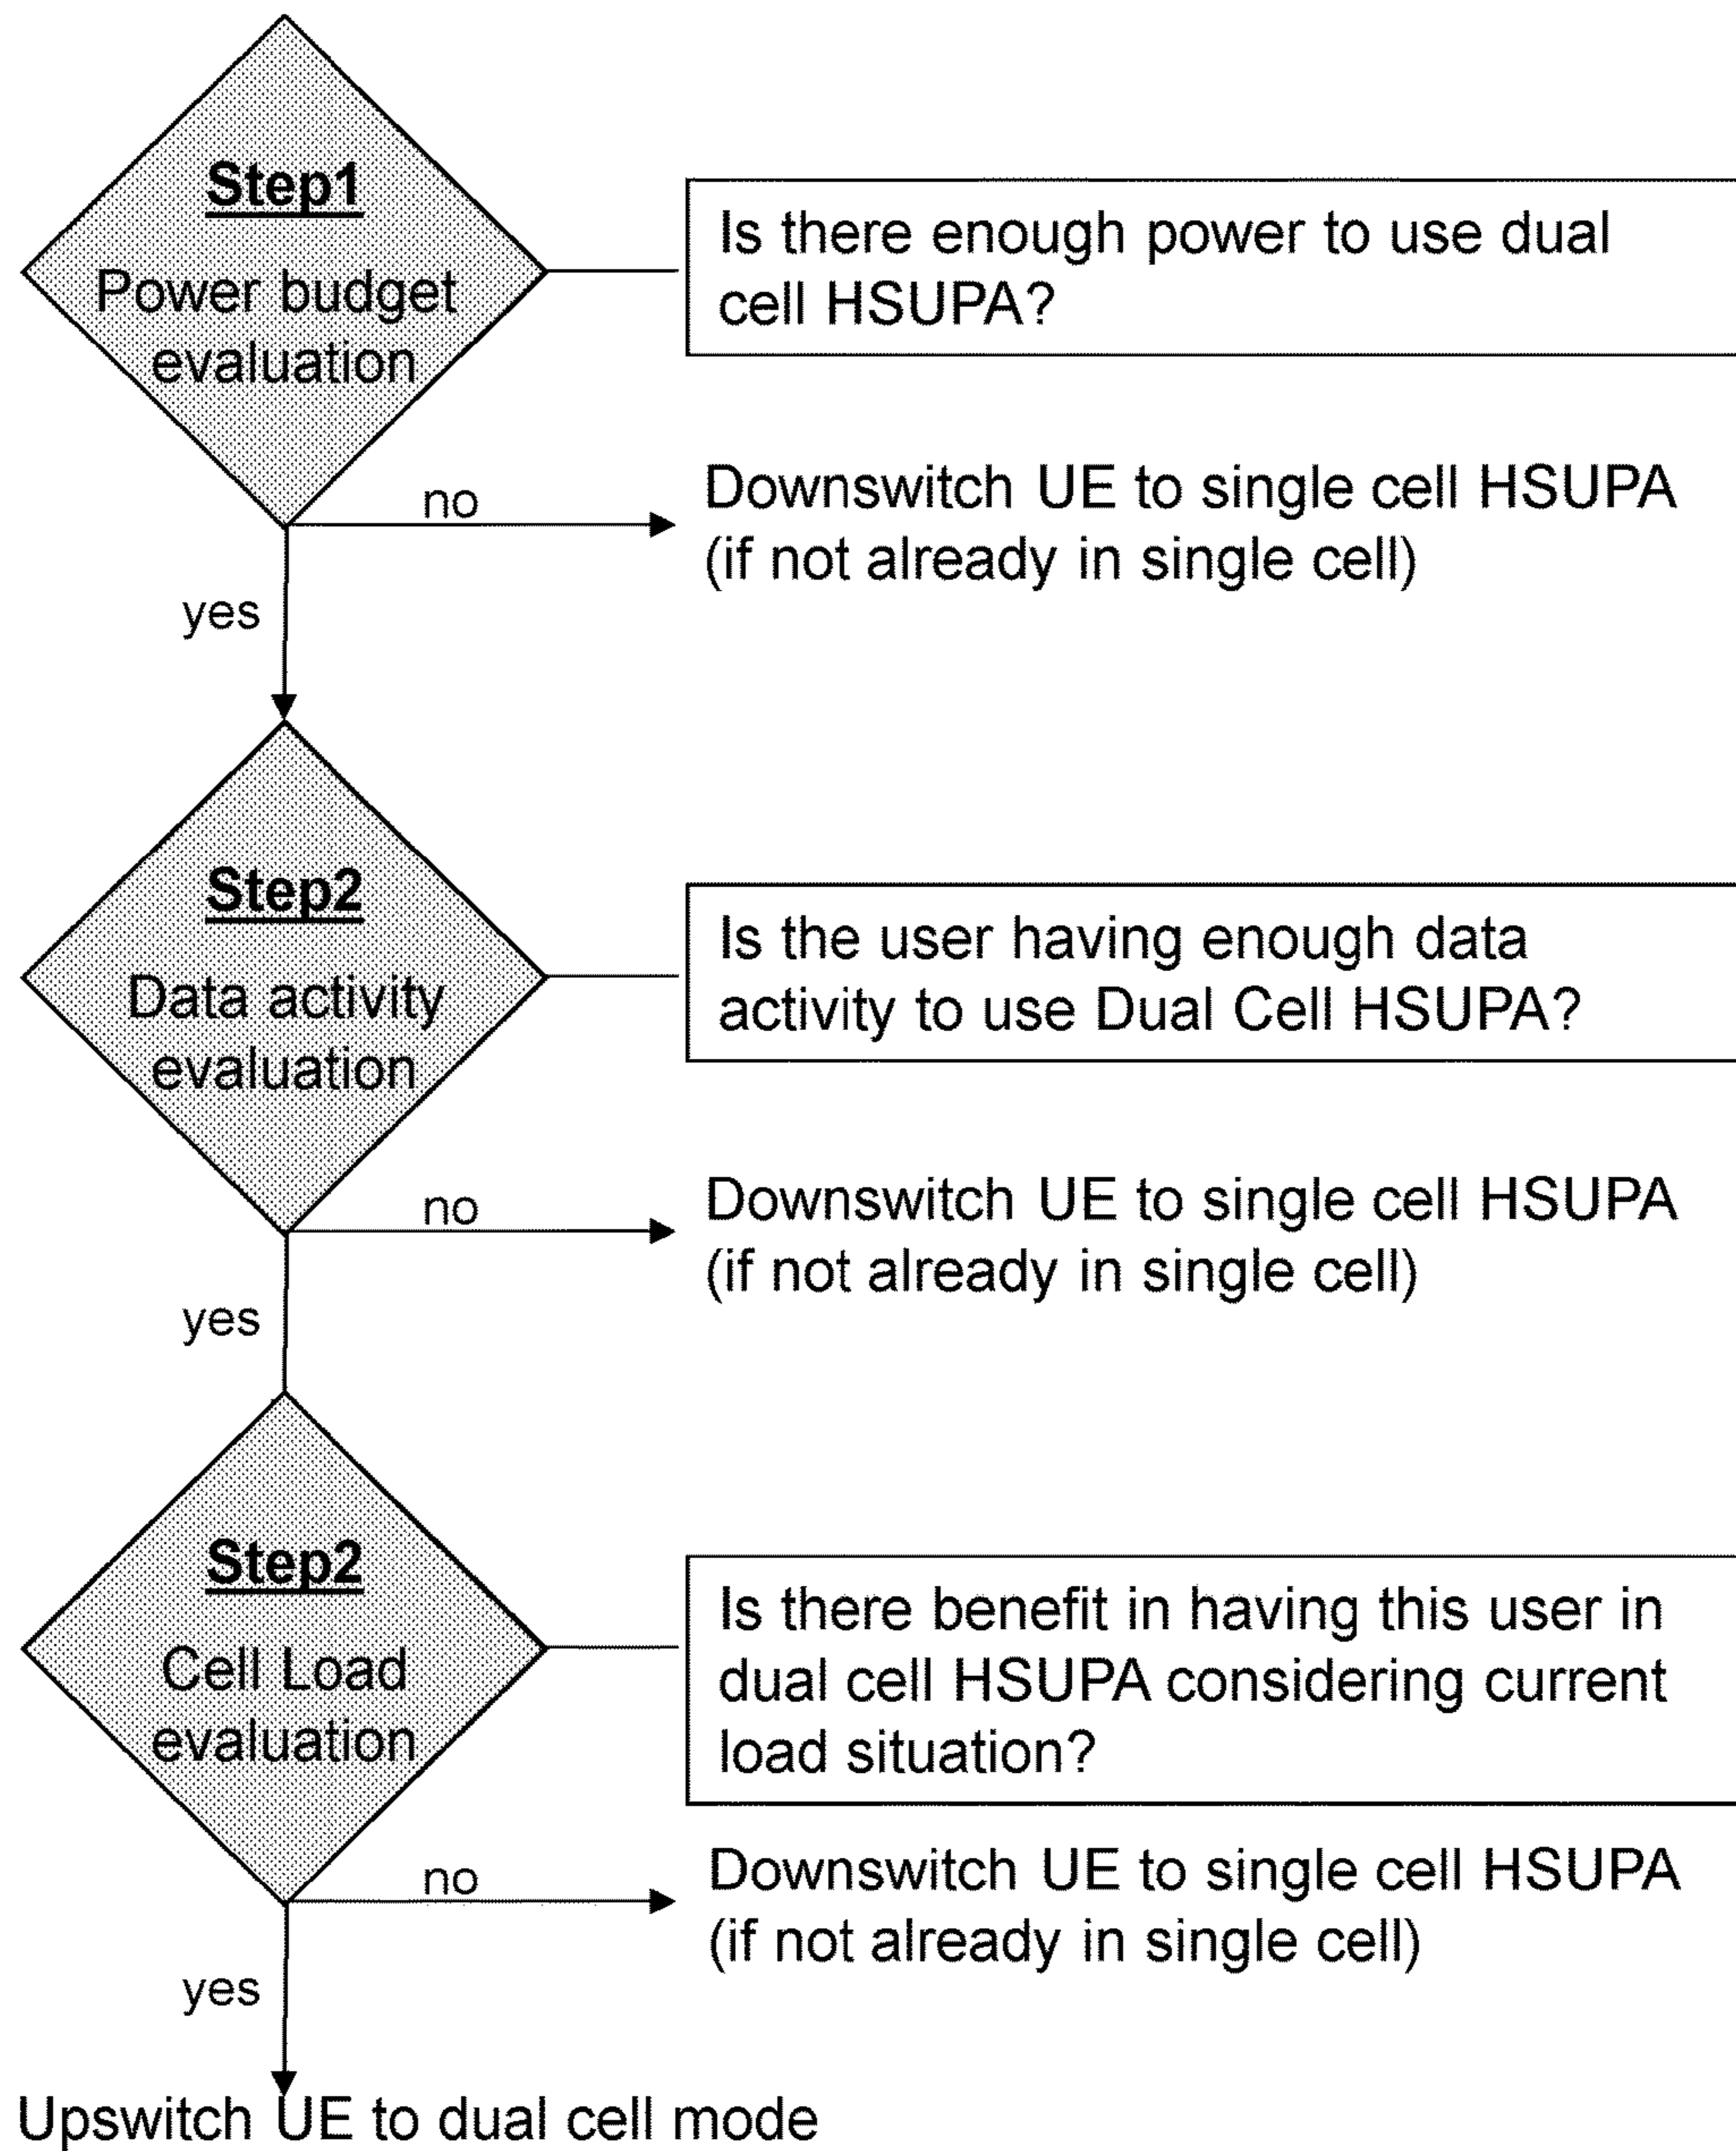 Step1
Power budget
evaluation
Is there enough power to use dual
cell HSUPA?
no
Downswitch UE to single cell HSUPA
(if not already in single cell)
yes
Step2
Data activity
evaluation
Is the user having enough data
activity to use Dual Cell HSUPA?
no
Downswitch UE to single cell HSUPA
(if not already in single cell)
yes
Step2
Cell Load
evaluation
Is there benefit in having this user in
dual cell HSUPA considering current
load situation?
no
Downswitch UE to single cell HSUPA
(if not already in single cell)
yes
Upswitch UE to dual cell mode